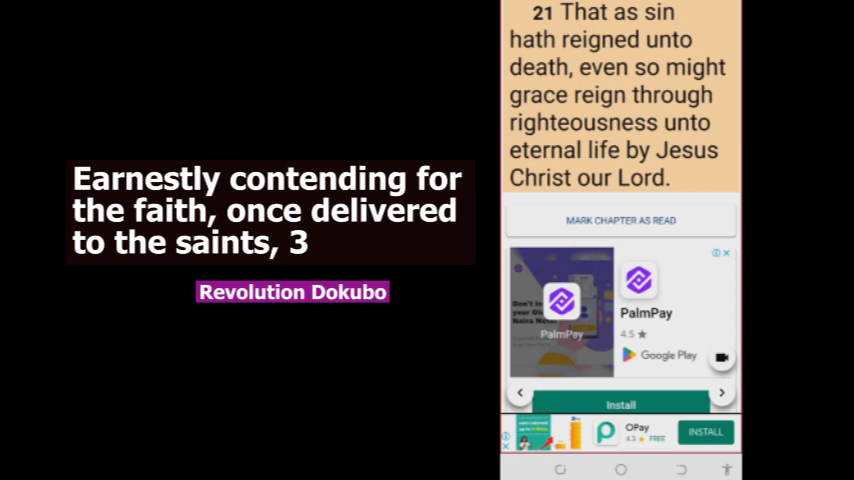 Earnestly contending for
the faith, once delivered
to the saints, 3
Revolution Dokubo
21 That as sin
hath reigned unto
death, even so might
grace reign through
righteousness unto
eternal life by Jesus
Christ our Lord.
MARK CHAPTER AS READ
PalmPay
PalmPay
4.5 ★
Google Play
Install
OPay
4.3 ★ FREE
INSTALL